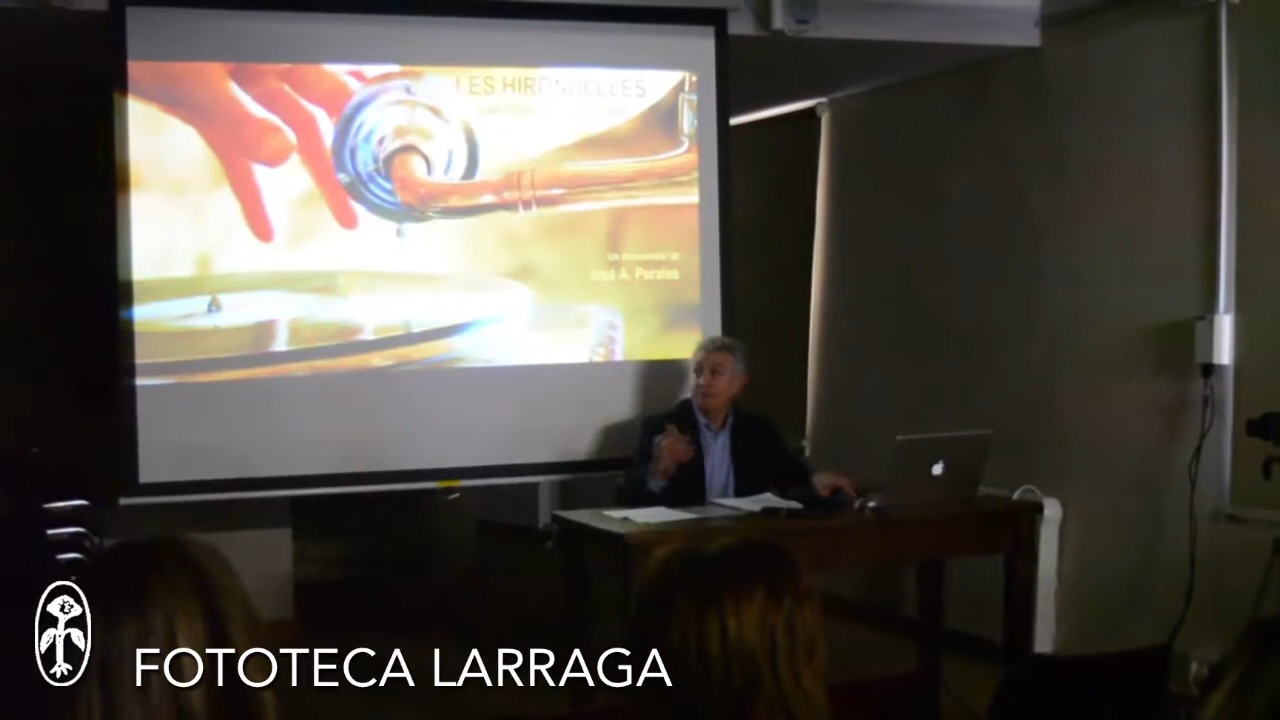 LES HIRONDELLES
Un documental de
José A. Perales
FOTOTECA LARRAGA